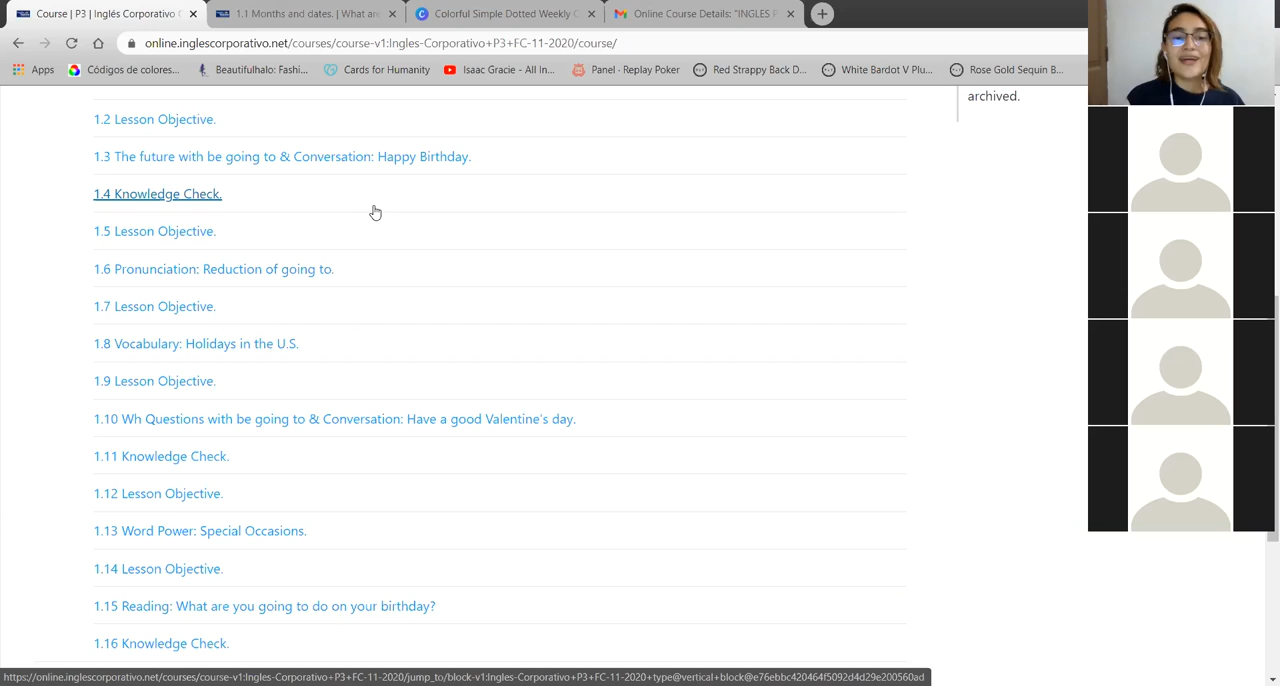 Course | P3 | Inglés Corporativo
1.1 Months and dates. | What are
Colorful Simple Dotted Weekly C
Online Course Details: "INGLES P
online.inglescorporativo.net/courses/course-v1:Ingles-Corporativo+P3+FC-11-2020/course/
Apps
Códigos de colores...
Beautifulhalo: Fashi...
Cards for Humanity
Isaac Gracie - All In...
Panel · Replay Poker
Red Strappy Back D...
White Bardot V Plu...
Rose Gold Sequin B...
archived.
1.2 Lesson Objective.
1.3 The future with be going to & Conversation: Happy Birthday.
1.4 Knowledge Check.
1.5 Lesson Objective.
1.6 Pronunciation: Reduction of going to.
1.7 Lesson Objective.
1.8 Vocabulary: Holidays in the U.S.
1.9 Lesson Objective.
1.10 Wh Questions with be going to & Conversation: Have a good Valentine's day.
1.11 Knowledge Check.
1.12 Lesson Objective.
1.13 Word Power: Special Occasions.
1.14 Lesson Objective.
1.15 Reading: What are you going to do on your birthday?
1.16 Knowledge Check.
https://online.inglescorporativo.net/courses/course-v1:Ingles-Corporativo+P3+FC-11-2020/jump_to/block-v1:Ingles-Corporativo+P3+FC-11-2020+type@vertical+block@e76ebbc420464f5092d4d29e200560ad